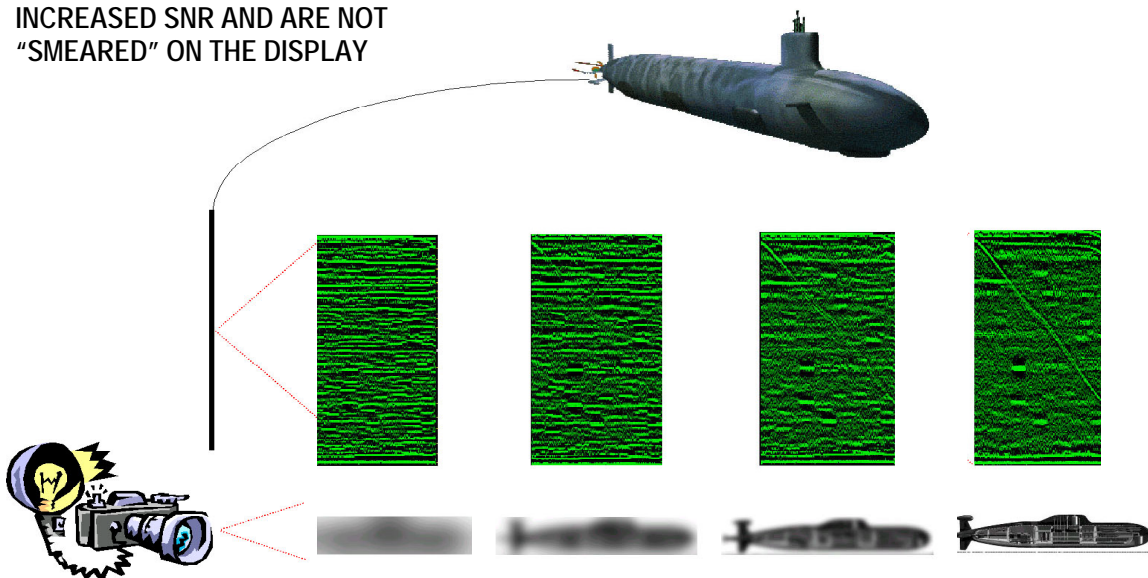 INCREASED SNR AND ARE NOT
“SMEARED” ON THE DISPLAY